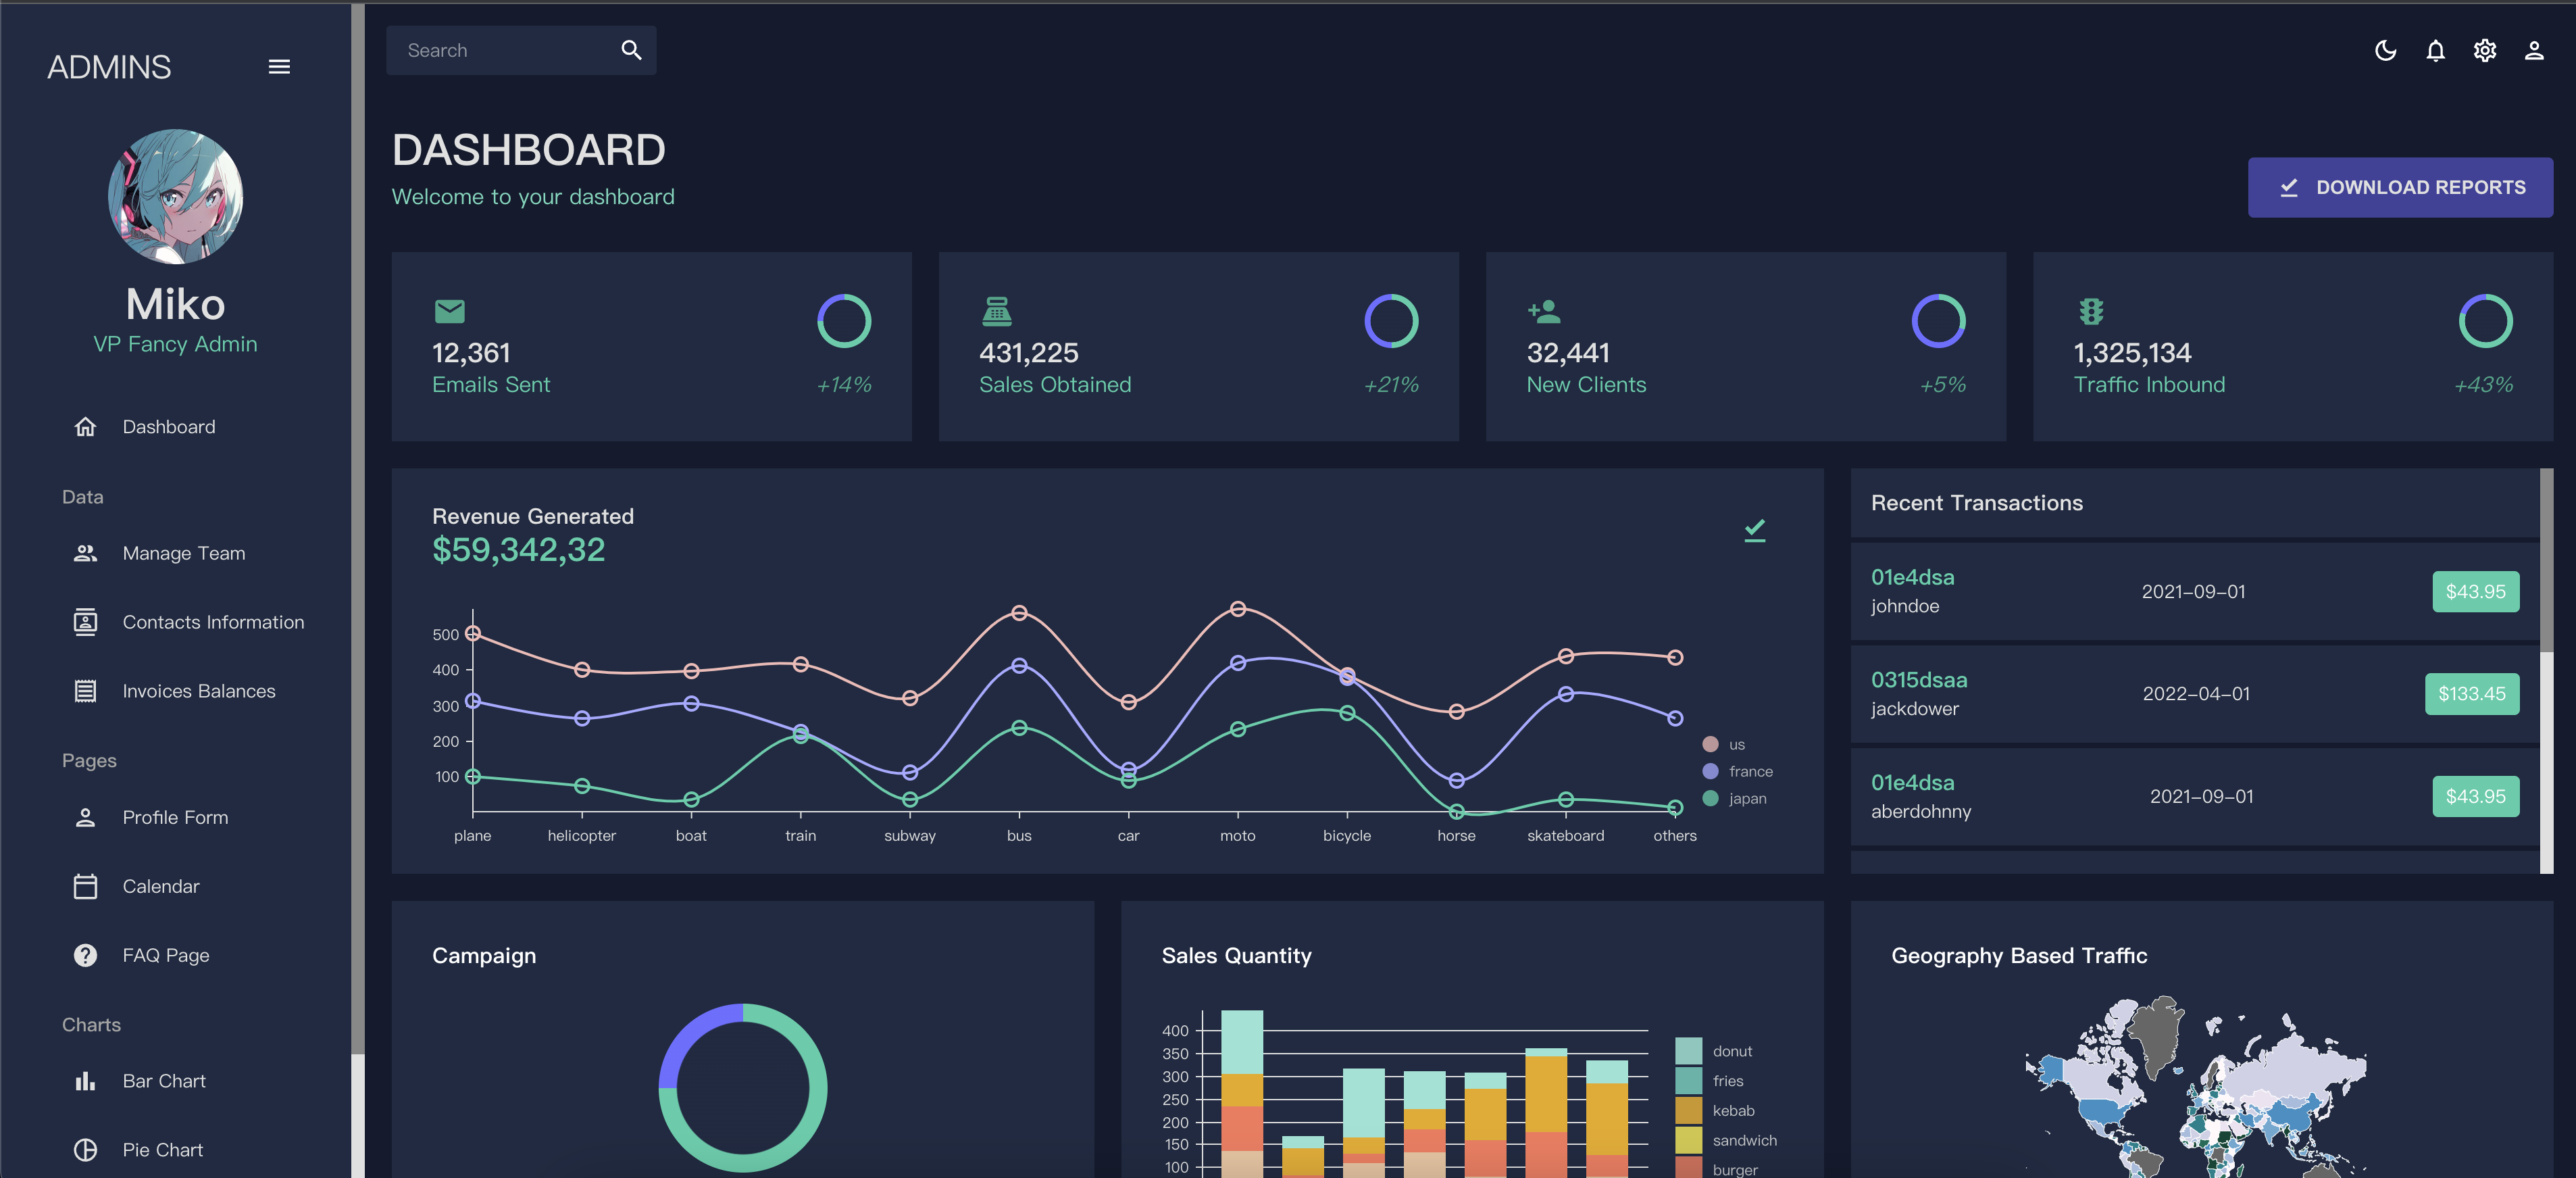 ADMINS
Miko
VP Fancy Admin
Dashboard
Data
Manage Team
Contacts Information
Invoices Balances
Pages
Profile Form
Calendar
FAQ Page
Charts
Bar Chart
Pie Chart
Search
DASHBOARD
Welcome to your dashboard
DOWNLOAD REPORTS
12,361
Emails Sent
+14%
431,225
Sales Obtained
+21%
32,441
New Clients
+5%
1,325,134
Traffic Inbound
+43%
Revenue Generated
$59,342,32
500
400
300
200
100
plane helicopter boat train subway bus car moto bicycle horse skateboard others
us
france
japan
Recent Transactions
01e4dsa
johndoe
2021-09-01
$43.95
0315dsaa
jackdower
2022-04-01
$133.45
01e4dsa
aberdohnny
2021-09-01
$43.95
Campaign
Sales Quantity
400
350
300
250
200
150
100
donut
fries
kebab
sandwich
burger
Geography Based Traffic